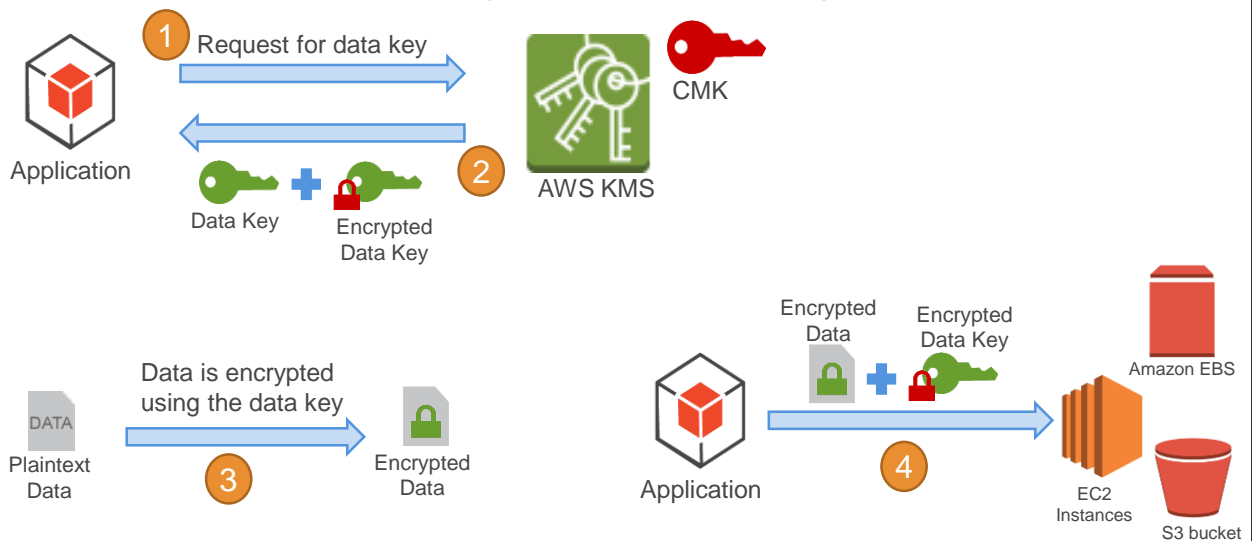 1
Request for data key
CMK
Application
2
AWS KMS
Data Key
Encrypted
Data Key
Data is encrypted
using the data key
DATA
Plaintext
Data
3
Encrypted
Data
Encrypted
Data
Encrypted
Data Key
Application
4
Amazon EBS
EC2
Instances
S3 bucket